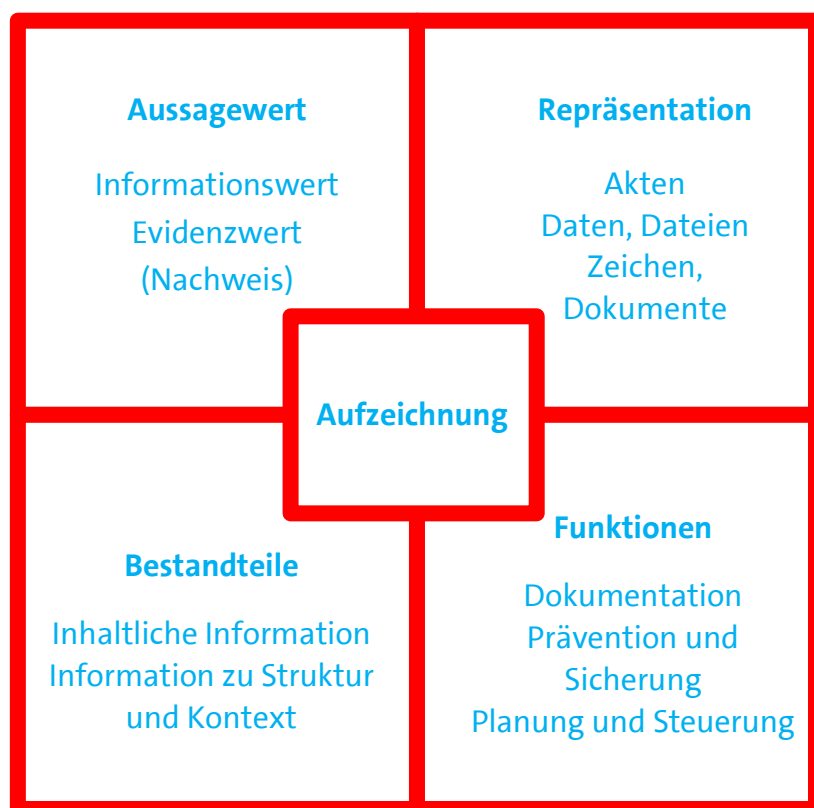 Aussagewert
Informationswert
Evidenzwert
(Nachweis)
Repräsentation
Akten
Daten, Dateien
Zeichen,
Dokumente
Aufzeichnung
Bestandteile
Inhaltliche Information
Information zu Struktur
und Kontext
Funktionen
Dokumentation
Prävention und
Sicherung
Planung und Steuerung